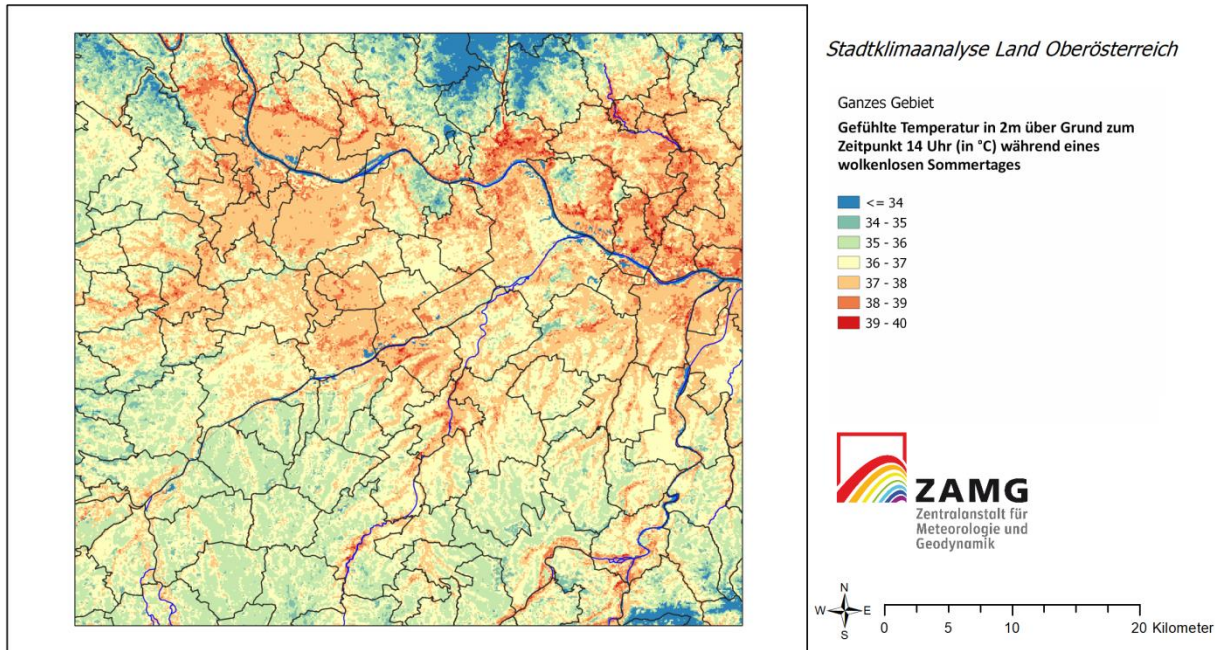 Stadtklimaanalyse Land Oberösterreich
Ganzes Gebiet
Gefühlte Temperatur in 2m über Grund zum
Zeitpunkt 14 Uhr (in °C) während eines
wolkenlosen Sommertages
<= 34
34 - 35
35 - 36
36 - 37
37 - 38
38 - 39
39 - 40
ZAMG
Zentralanstalt für
Meteorologie und
Geodynamik
N
W E
S
0 5 10 20 Kilometer